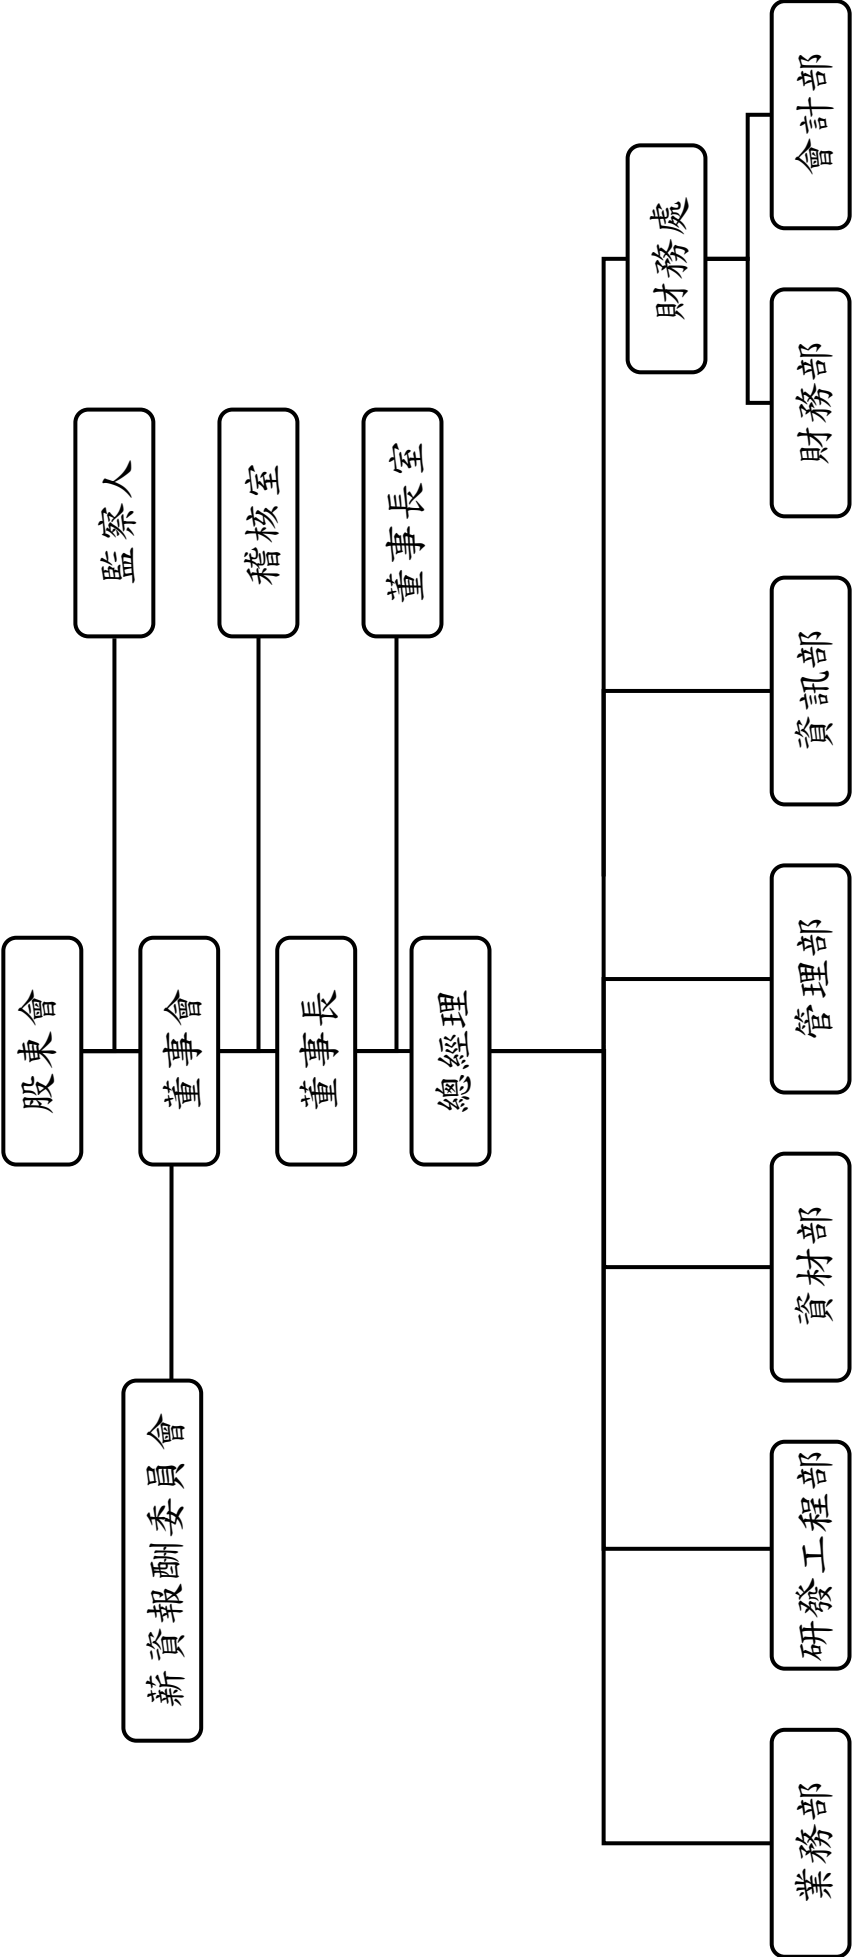 股東會
監察人
董事會
薪資報酬委員會
稽核室
董事長
董事長室
總經理
財務處
業務部
研發工程部
資材部
管理部
資訊部
財務部
會計部